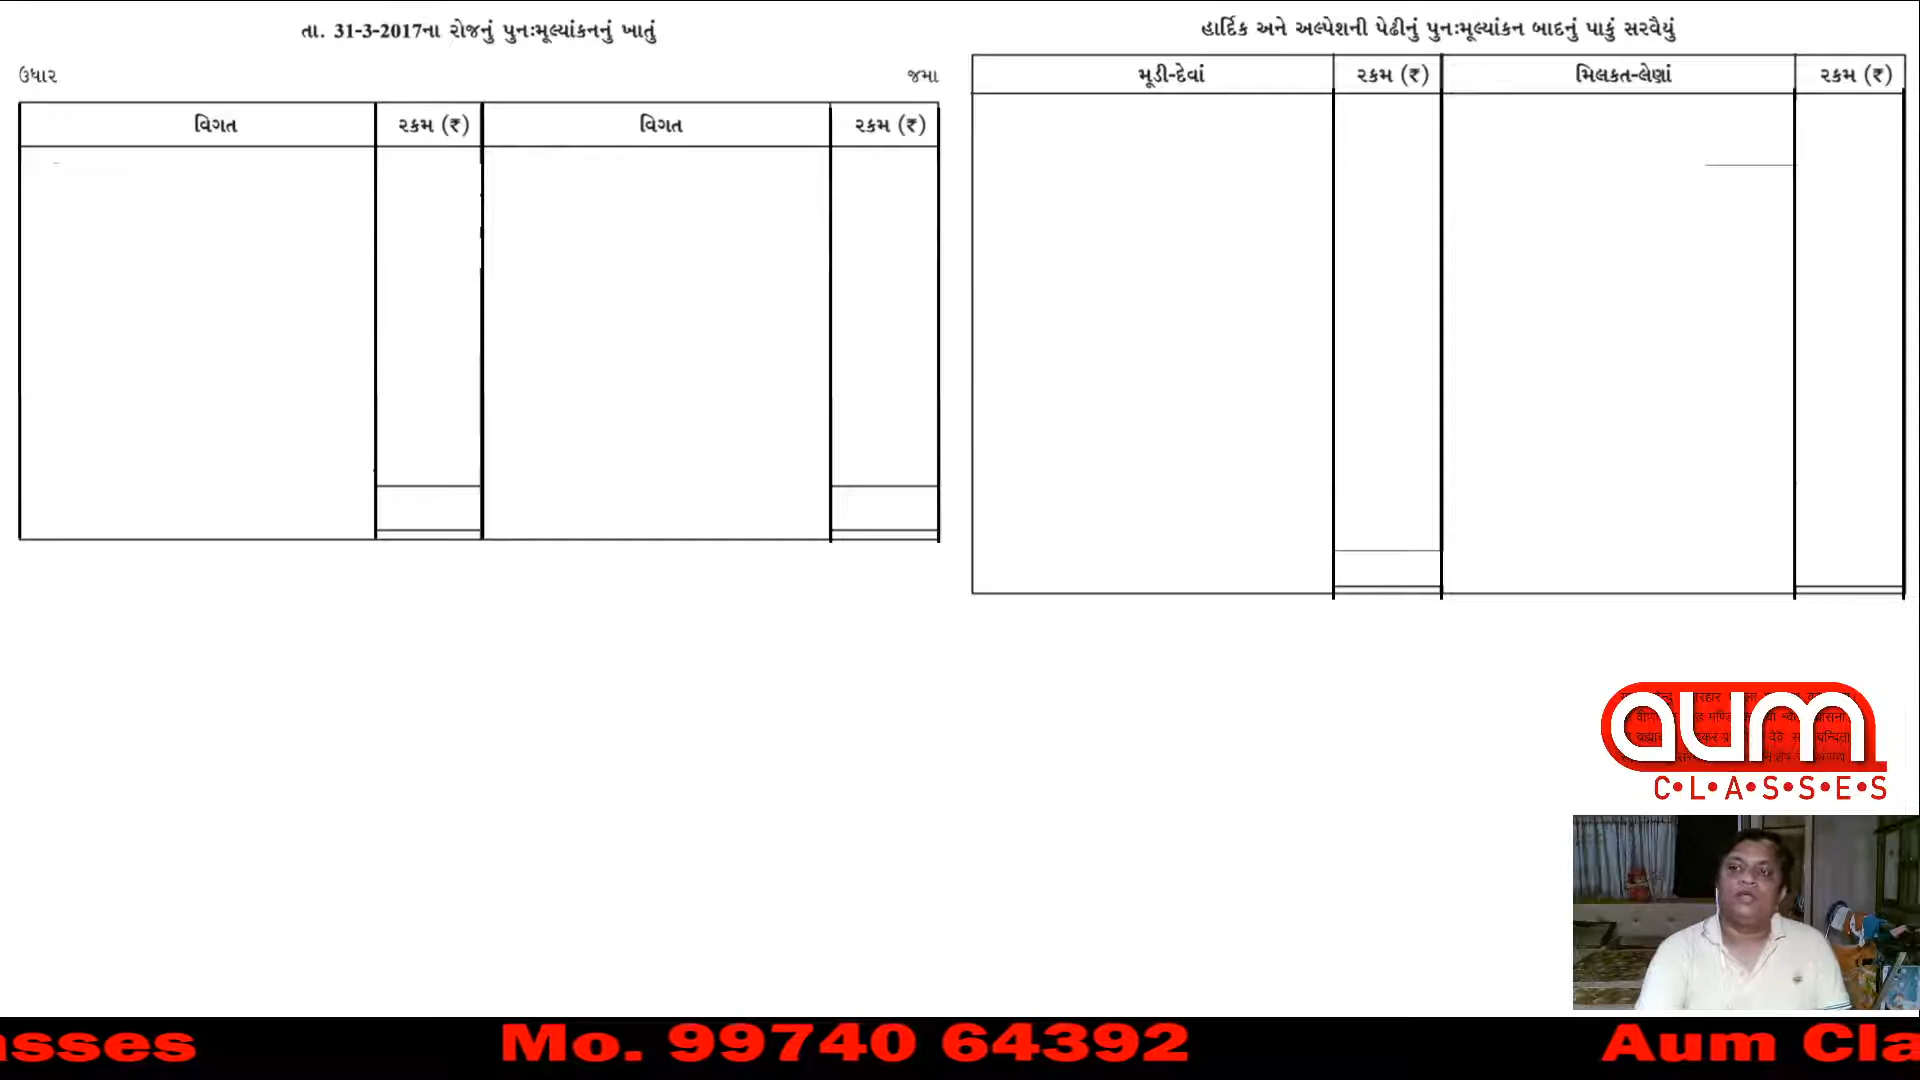 તા. 31-3-2017ના રોજનું પુનઃમૂલ્યાંકનનું ખાતું
ઉધાર
જમા
વિગત રકમ (₹) વિગત રકમ (₹)
હાર્દિક અને અલ્પેશની પેઢીનું પુનઃમૂલ્યાંકન બાદનું પાકું સરવૈયું
મૂડી-દેવાં રકમ (₹) મિલકત-લેણાં રકમ (₹)
aum
C•L•A•S•S•E•S
asses Mo. 99740 64392 Aum Cla